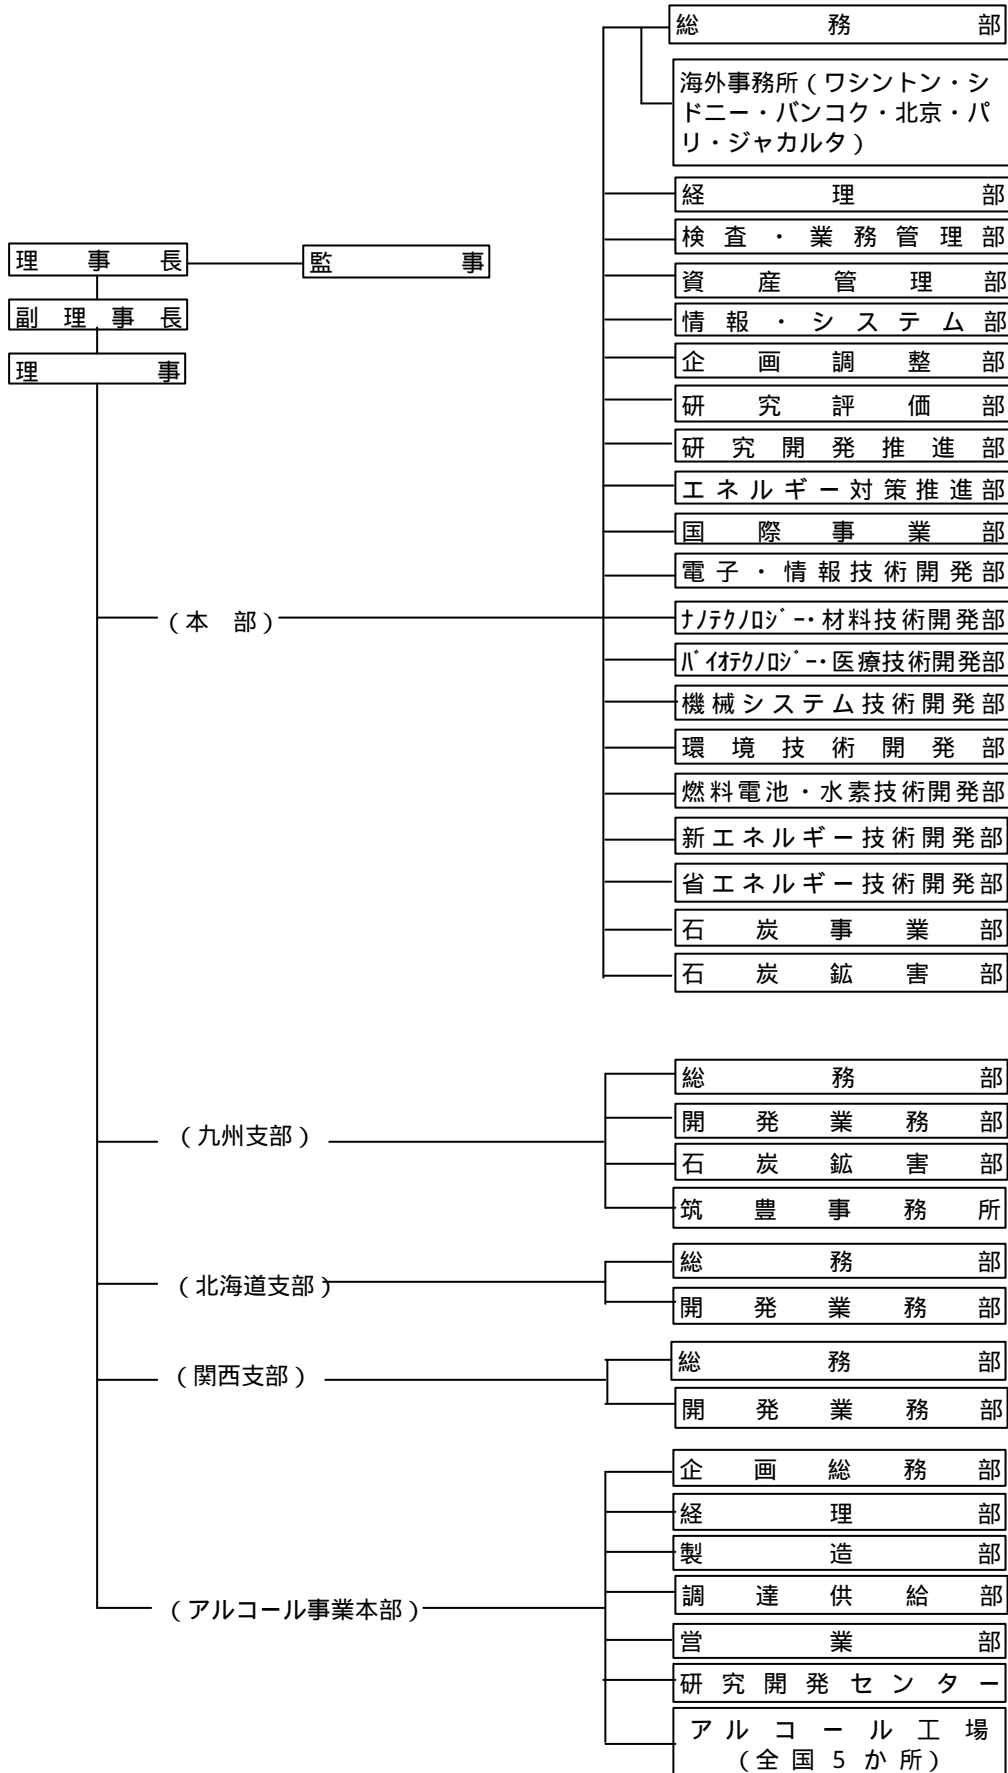 総務部
海外事務所（ワシントン・シ
ドニー・バンコク・北京・パ
リ・ジャカルタ）
経理部
検査・業務管理部
理事長
監事
資産管理部
副理事長
情報・システム部
理事
企画調整部
研究評価部
研究開発推進部
エネルギー対策推進部
国際事業部
電子・情報技術開発部
（本　部）
ﾅﾉﾃｸﾉﾛｼﾞｰ・材料技術開発部
ﾊﾞｲｵﾃｸﾉﾛｼﾞｰ・医療技術開発部
機械システム技術開発部
環境技術開発部
燃料電池・水素技術開発部
新エネルギー技術開発部
省エネルギー技術開発部
石炭事業部
石炭鉱害部
（九州支部）
総務部
開発業務部
石炭鉱害部
筑豊事務所
（北海道支部）
総務部
開発業務部
（関西支部）
総務部
開発業務部
（アルコール事業本部）
企画総務部
経理部
製造部
調達供給部
営業部
研究開発センター
アルコール工場
（全国５か所）